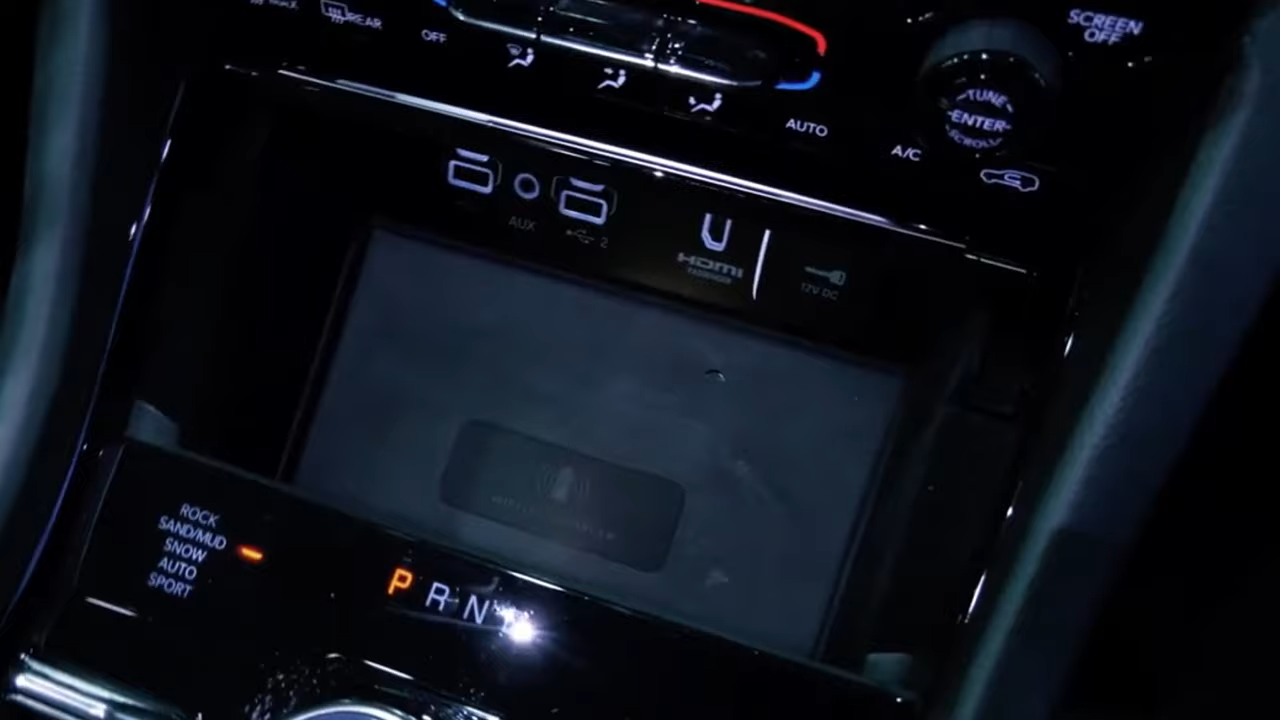 REAR
OFF
SCREEN
OFF
AUTO
TUNE
ENTER
SCROLL
A/C
AUX
2
HDMI
12V DC
ROCK
SAND/MUD
SNOW
AUTO
SPORT
P R N